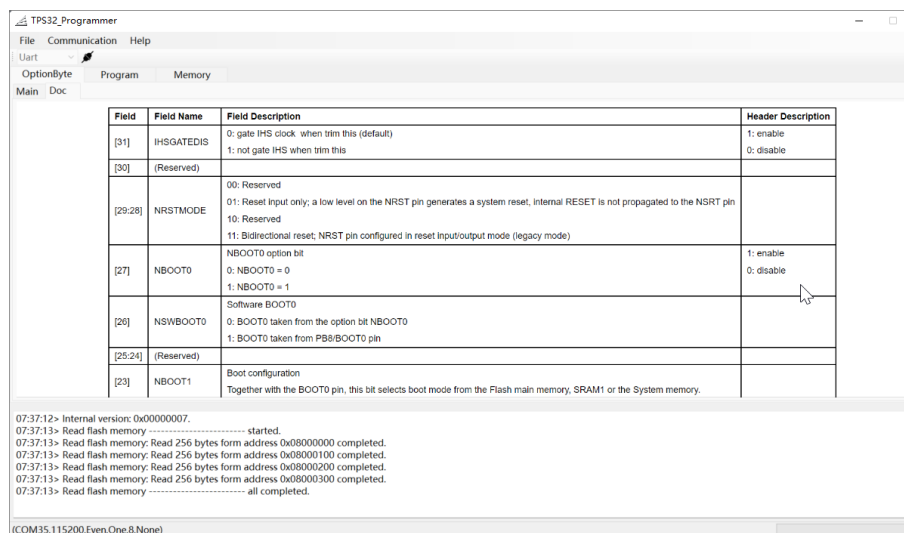 TPS32_Programmer
File Communication Help
Uart
OptionByte Program Memory
Main Doc
Field Field Name Field Description Header Description
[31] IHSGATEDIS 0: gate IHS clock when trim this (default) 1: enable
1: not gate IHS when trim this 0: disable
[30] (Reserved)
00: Reserved
[29:28] NRSTMODE 01: Reset input only; a low level on the NRST pin generates a system reset, internal RESET is not propagated to the NSRT pin
10: Reserved
11: Bidirectional reset; NRST pin configured in reset input/output mode (legacy mode)
NBOOT0 option bit 1: enable
[27] NBOOT0 0: NBOOT0 = 0 0: disable
1: NBOOT0 = 1
Software BOOT0
[26] NSWBOOT0 0: BOOT0 taken from the option bit NBOOT0
1: BOOT0 taken from PB8/BOOT0 pin
[25:24] (Reserved)
[23] NBOOT1 Boot configuration
Together with the BOOT0 pin, this bit selects boot mode from the Flash main memory, SRAM1 or the System memory.
07:37:12> Internal version: 0x00000007.
07:37:13> Read flash memory ------------------------ started.
07:37:13> Read flash memory: Read 256 bytes form address 0x08000000 completed.
07:37:13> Read flash memory: Read 256 bytes form address 0x08000100 completed.
07:37:13> Read flash memory: Read 256 bytes form address 0x08000200 completed.
07:37:13> Read flash memory: Read 256 bytes form address 0x08000300 completed.
07:37:13> Read flash memory ------------------------ all completed.
(COM35,115200,Even,One,8,None)